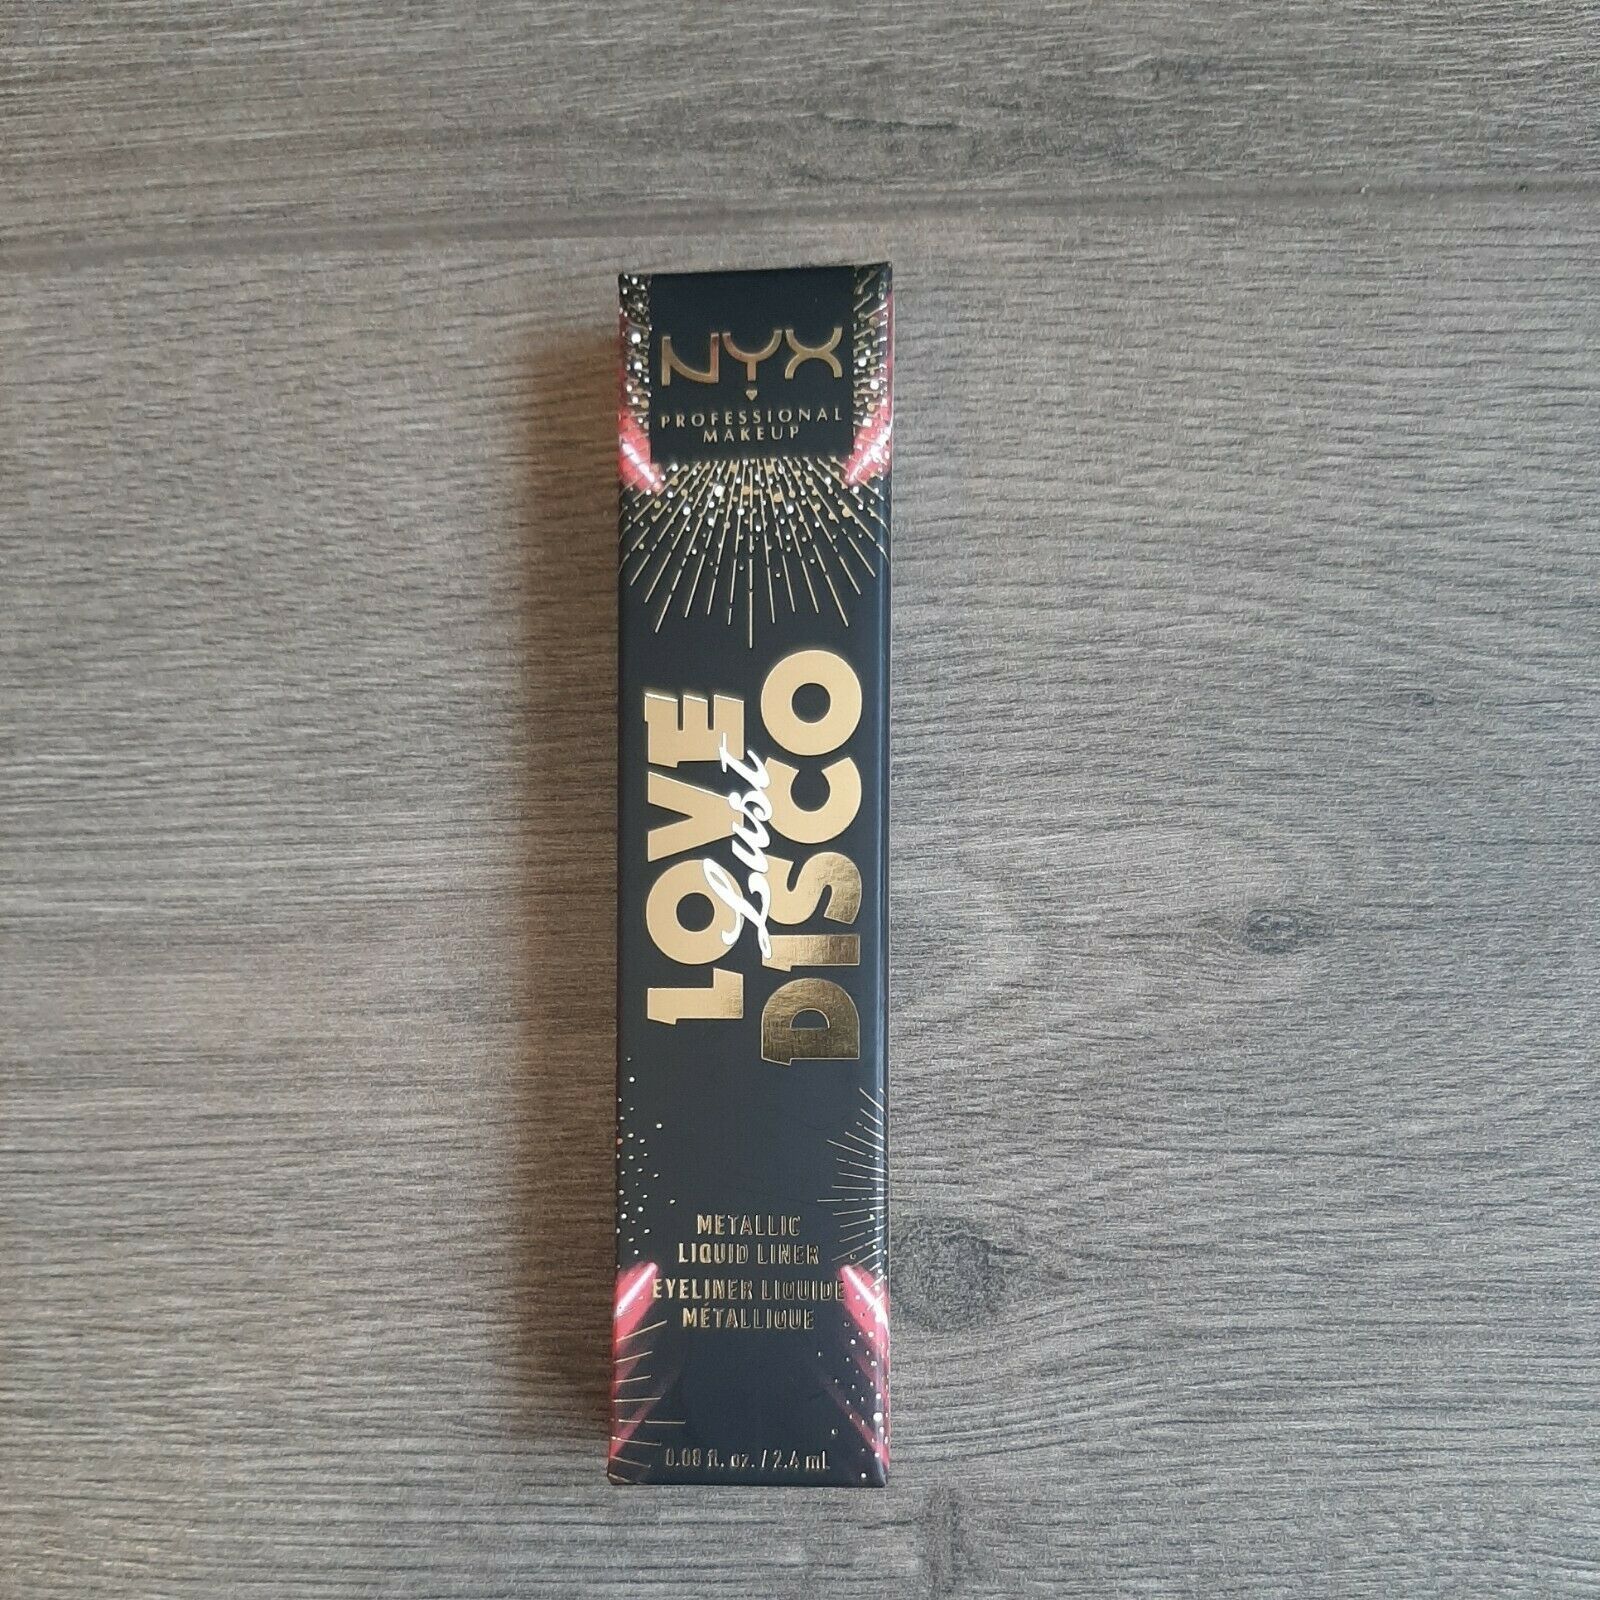 NYX
PROFESSIONAL
MAKEUP
LOVE
Lust
DISCO
METALLIC
LIQUID LINER
EYELINER LIQUIDE
MÉTALLIQUE
0.08 fl. oz. / 2.4 mL